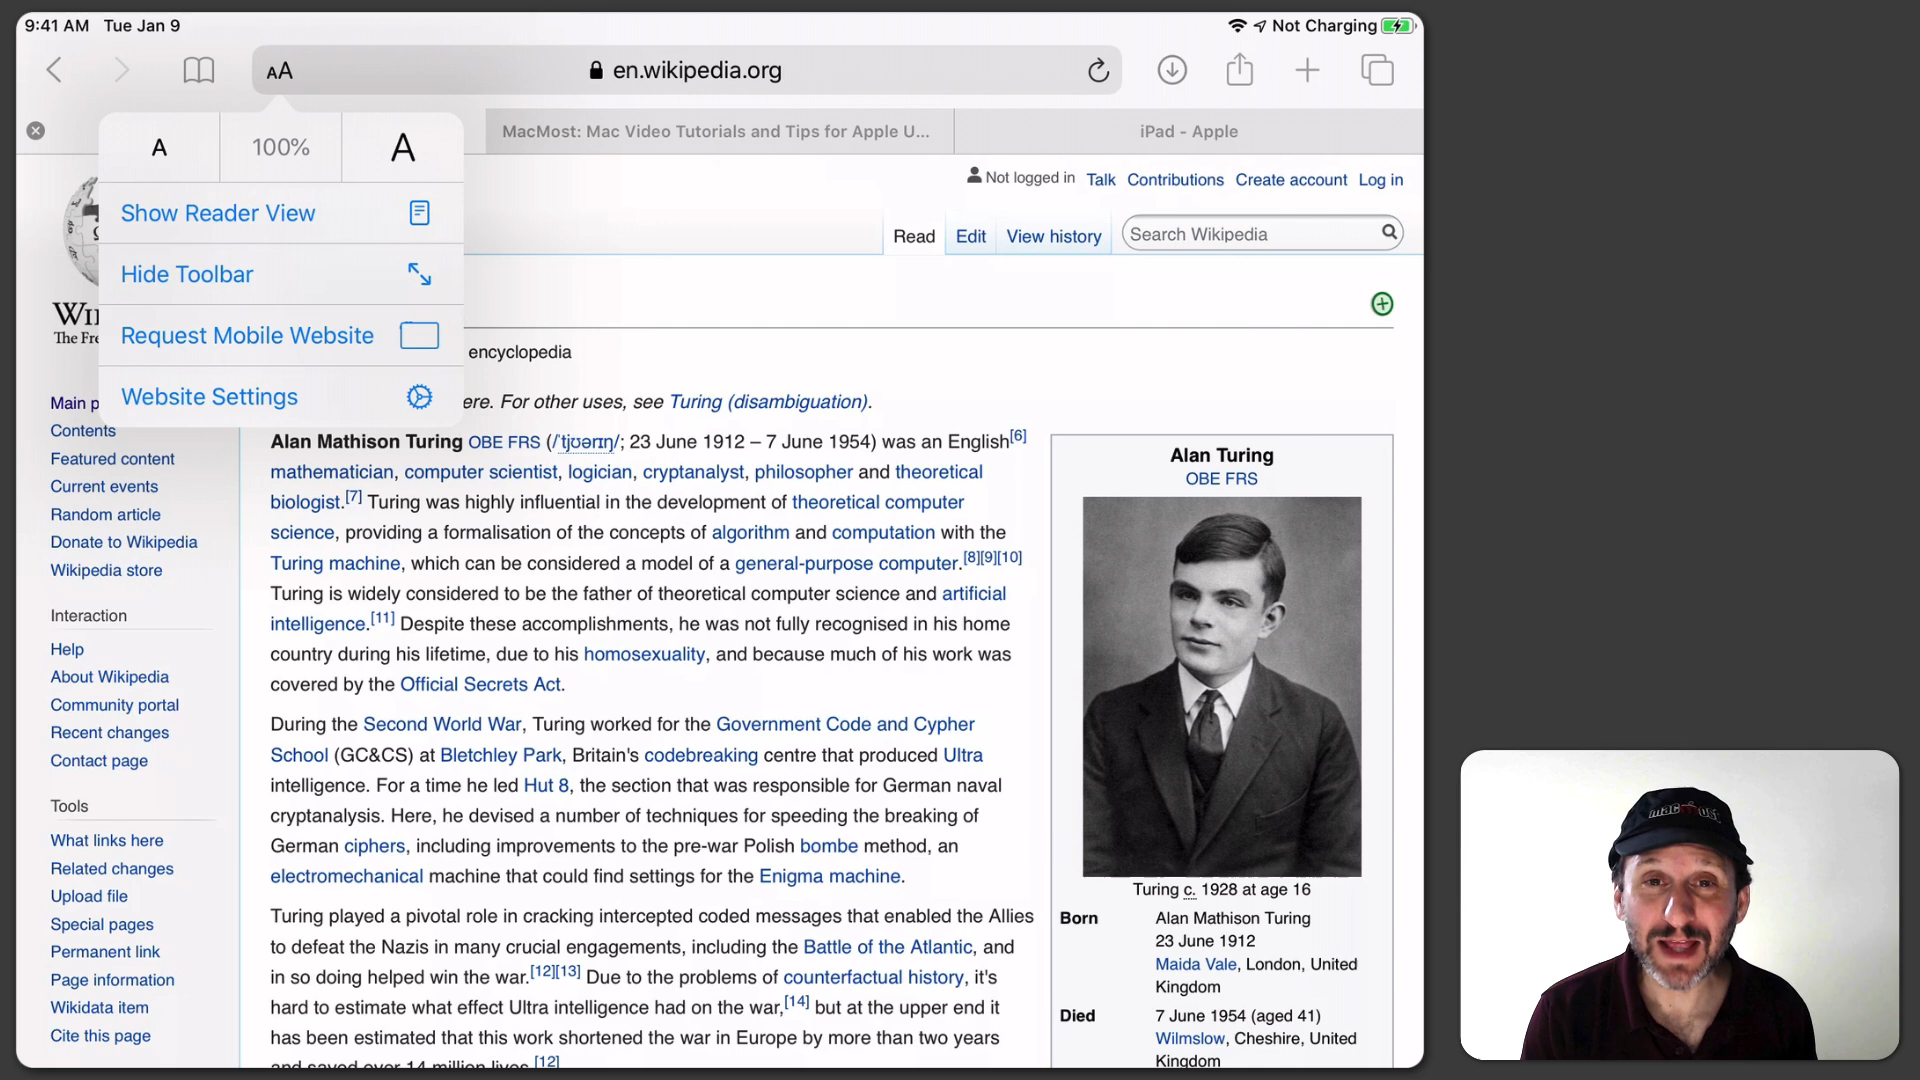 9:41 AM Tue Jan 9
Not Charging
AA
en.wikipedia.org
MacMost: Mac Video Tutorials and Tips for Apple U...
iPad - Apple
A 100% A
Show Reader View
Hide Toolbar
Request Mobile Website
Website Settings
Not logged in Talk Contributions Create account Log in
Read Edit View history
Search Wikipedia
The Fre
encyclopedia
ere. For other uses, see Turing (disambiguation).
Main p
Contents
Featured content
Current events
Random article
Donate to Wikipedia
Wikipedia store
Interaction
Help
About Wikipedia
Community portal
Recent changes
Contact page
Tools
What links here
Related changes
Upload file
Special pages
Permanent link
Page information
Wikidata item
Cite this page
Alan Mathison Turing OBE FRS (/ˈtjʊərɪŋ/; 23 June 1912 – 7 June 1954) was an English[6]
mathematician, computer scientist, logician, cryptanalyst, philosopher and theoretical
biologist.[7] Turing was highly influential in the development of theoretical computer
science, providing a formalisation of the concepts of algorithm and computation with the
Turing machine, which can be considered a model of a general-purpose computer.[8][9][10]
Turing is widely considered to be the father of theoretical computer science and artificial
intelligence.[11] Despite these accomplishments, he was not fully recognised in his home
country during his lifetime, due to his homosexuality, and because much of his work was
covered by the Official Secrets Act.
During the Second World War, Turing worked for the Government Code and Cypher
School (GC&CS) at Bletchley Park, Britain's codebreaking centre that produced Ultra
intelligence. For a time he led Hut 8, the section that was responsible for German naval
cryptanalysis. Here, he devised a number of techniques for speeding the breaking of
German ciphers, including improvements to the pre-war Polish bombe method, an
electromechanical machine that could find settings for the Enigma machine.
Turing played a pivotal role in cracking intercepted coded messages that enabled the Allies
to defeat the Nazis in many crucial engagements, including the Battle of the Atlantic, and
in so doing helped win the war.[12][13] Due to the problems of counterfactual history, it's
hard to estimate what effect Ultra intelligence had on the war,[14] but at the upper end it
has been estimated that this work shortened the war in Europe by more than two years
and saved over 14 million lives.[12]
Alan Turing
OBE FRS
Turing c. 1928 at age 16
Born Alan Mathison Turing
23 June 1912
Maida Vale, London, United
Kingdom
Died 7 June 1954 (aged 41)
Wilmslow, Cheshire, United
Kingdom
macmost